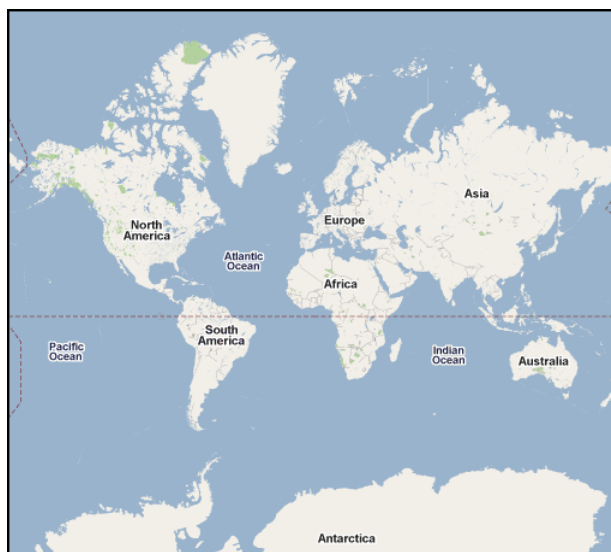 Asia
North
America
Europe
Atlantic
Ocean
Africa
South
America
Pacific
Ocean
Indian
Ocean
Australia
Antarctica